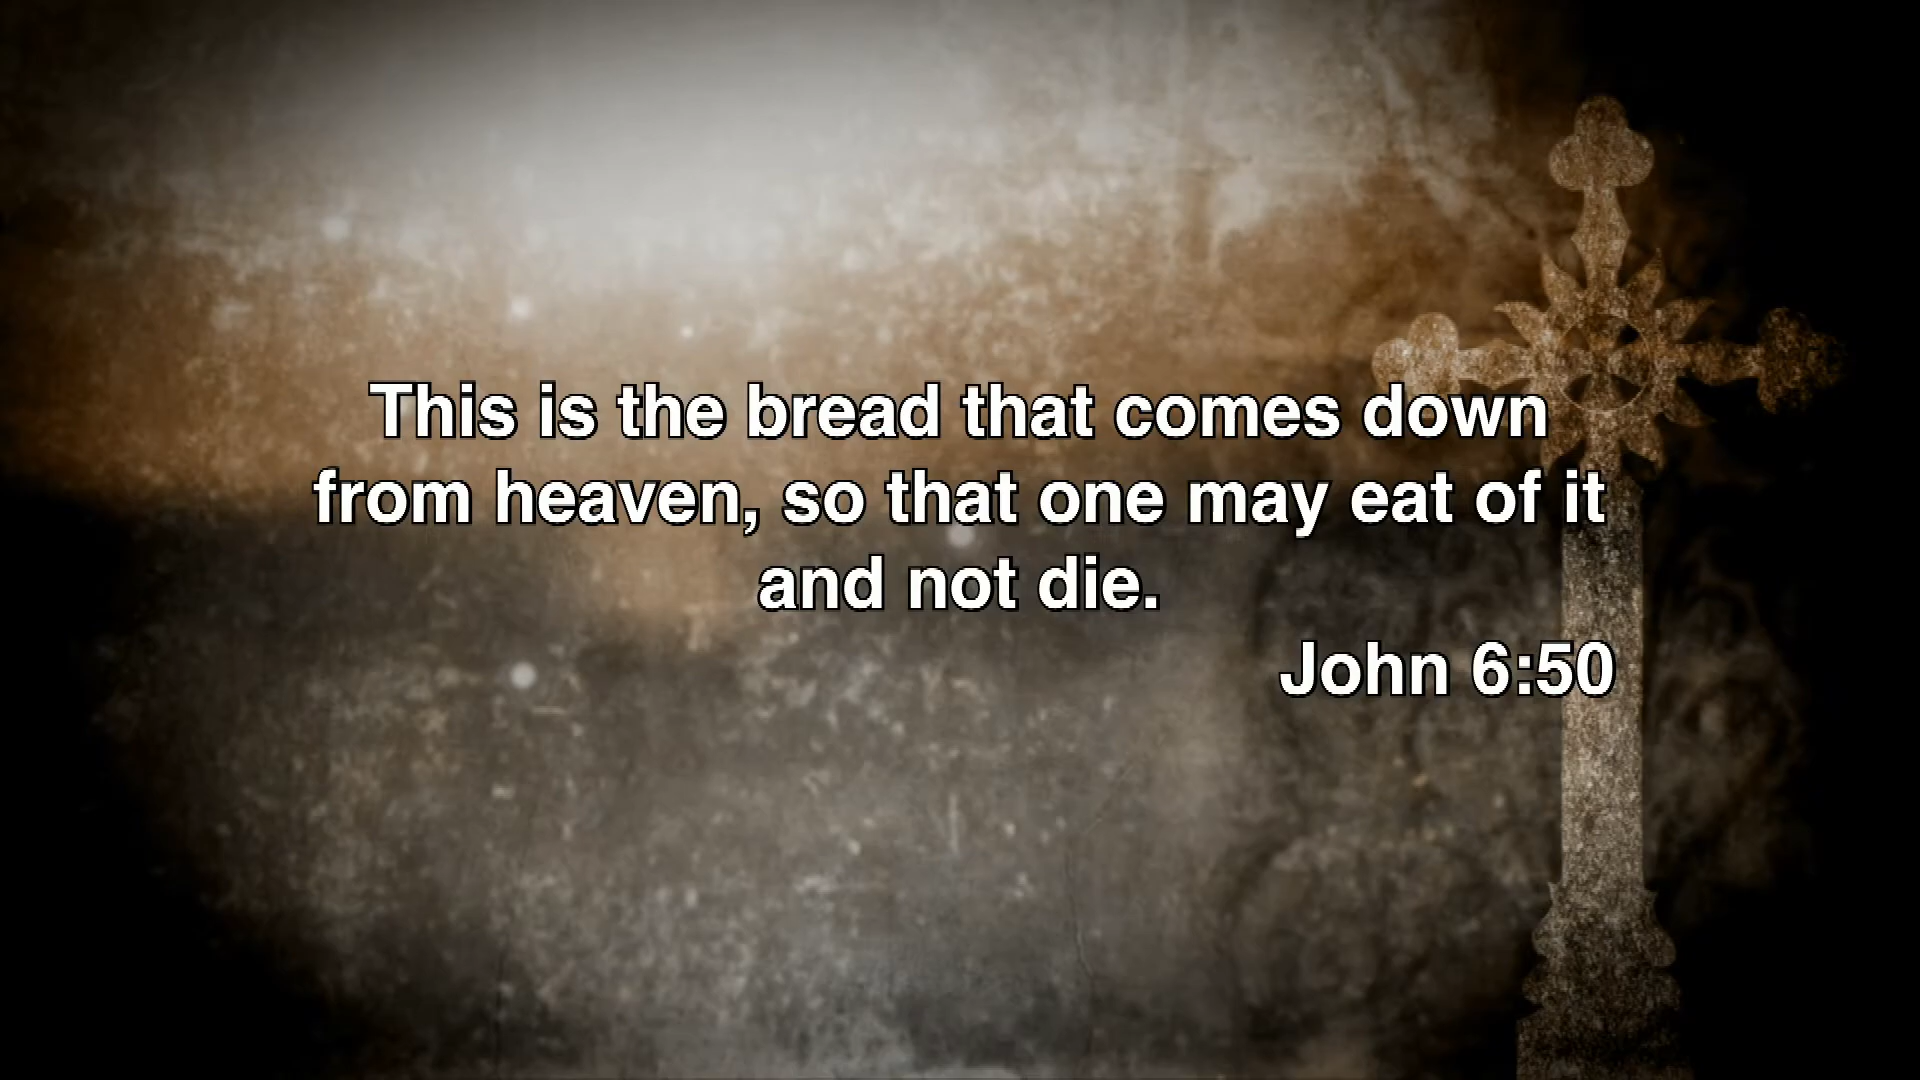 This is the bread that comes down
from heaven, so that one may eat of it
and not die.
John 6:50